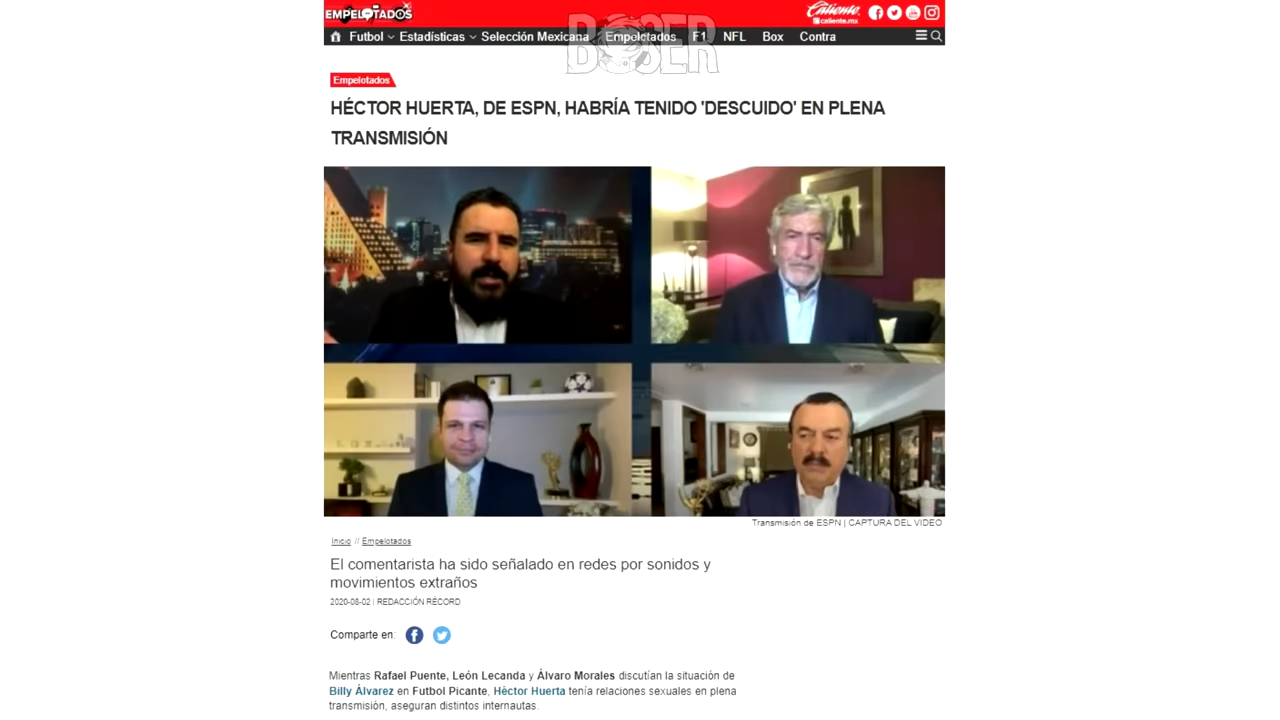 EMPELOTADOS
Caliente
caliente.mx
Futbol Estadísticas Selección Mexicana Empelotados F1 NFL Box Contra
BOSER
Empelotados
HÉCTOR HUERTA, DE ESPN, HABRÍA TENIDO 'DESCUIDO' EN PLENA
TRANSMISIÓN
Transmisión de ESPN | CAPTURA DEL VIDEO
Inicio // Empelotados
El comentarista ha sido señalado en redes por sonidos y
movimientos extraños
2020-08-02 | REDACCIÓN RÉCORD
Comparte en:
Mientras Rafael Puente, León Lecanda y Álvaro Morales discutían la situación de
Billy Álvarez en Futbol Picante, Héctor Huerta tenía relaciones sexuales en plena
transmisión, aseguran distintos internautas.